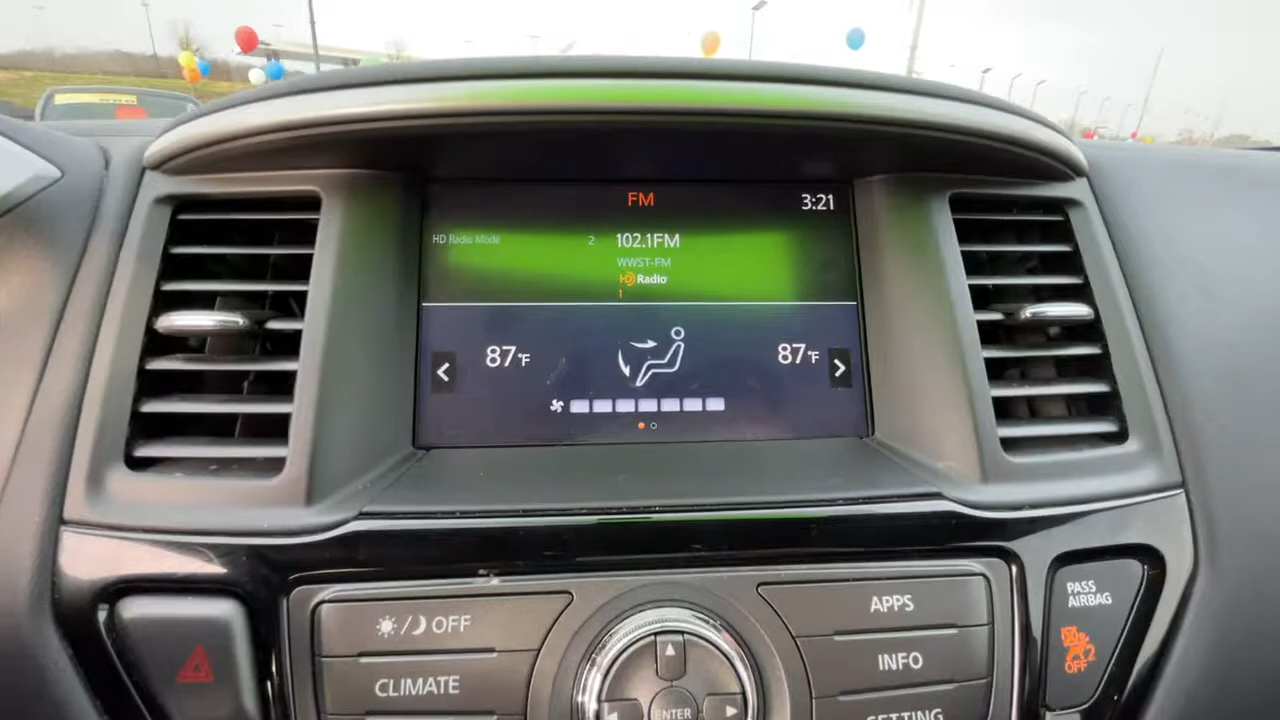 FM
3:21
HD Radio Mode
2
102.1FM
WWST-FM
HD Radio
1
87°F
87°F
OFF
CLIMATE
ENTER
APPS
INFO
SETTING
PASS
AIRBAG
2
OFF